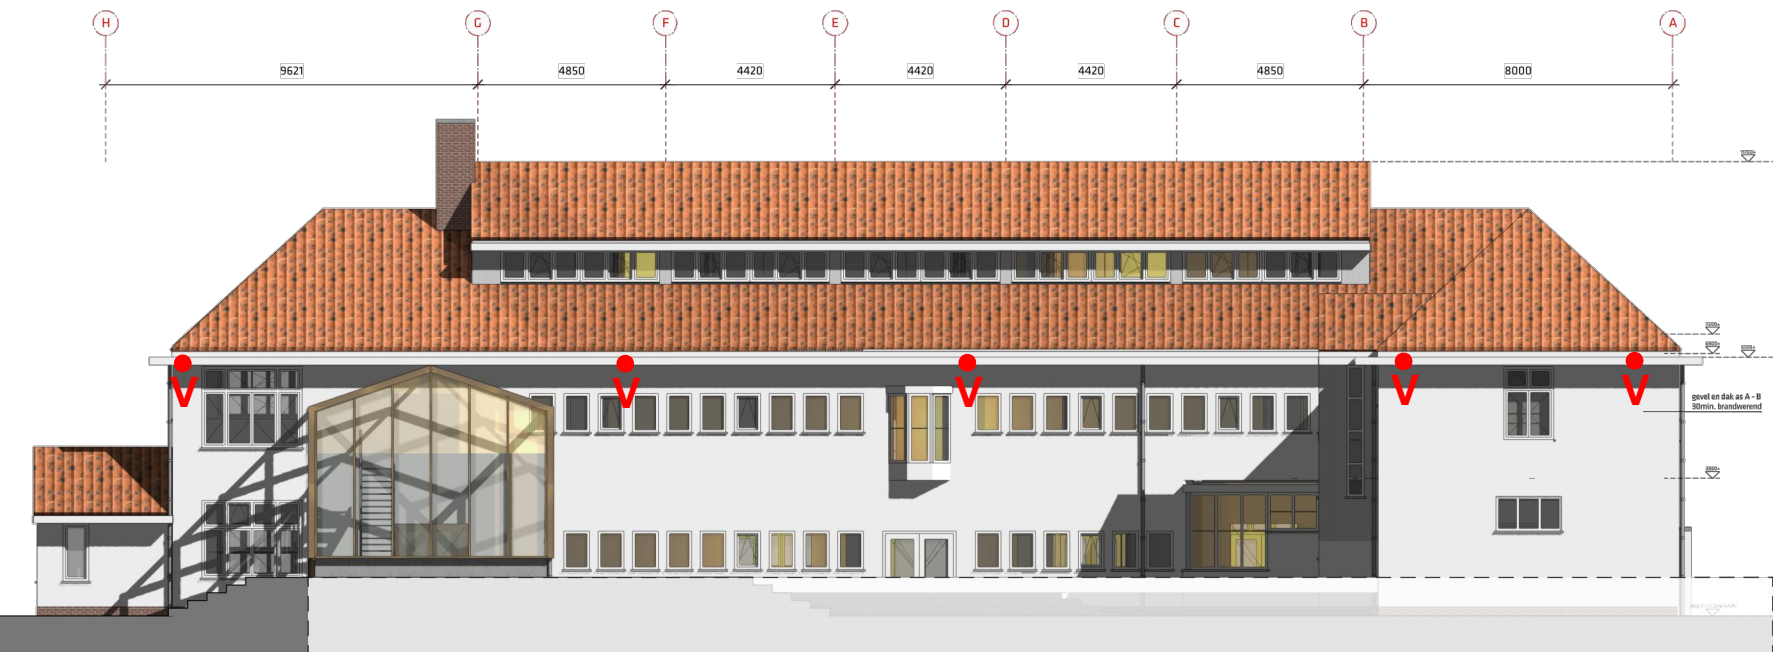 H G F E D C B A
9621 4850 4420 4420 4420 4850 8000
V V V V V
gevel en dak as A - B
30min. brandwerend